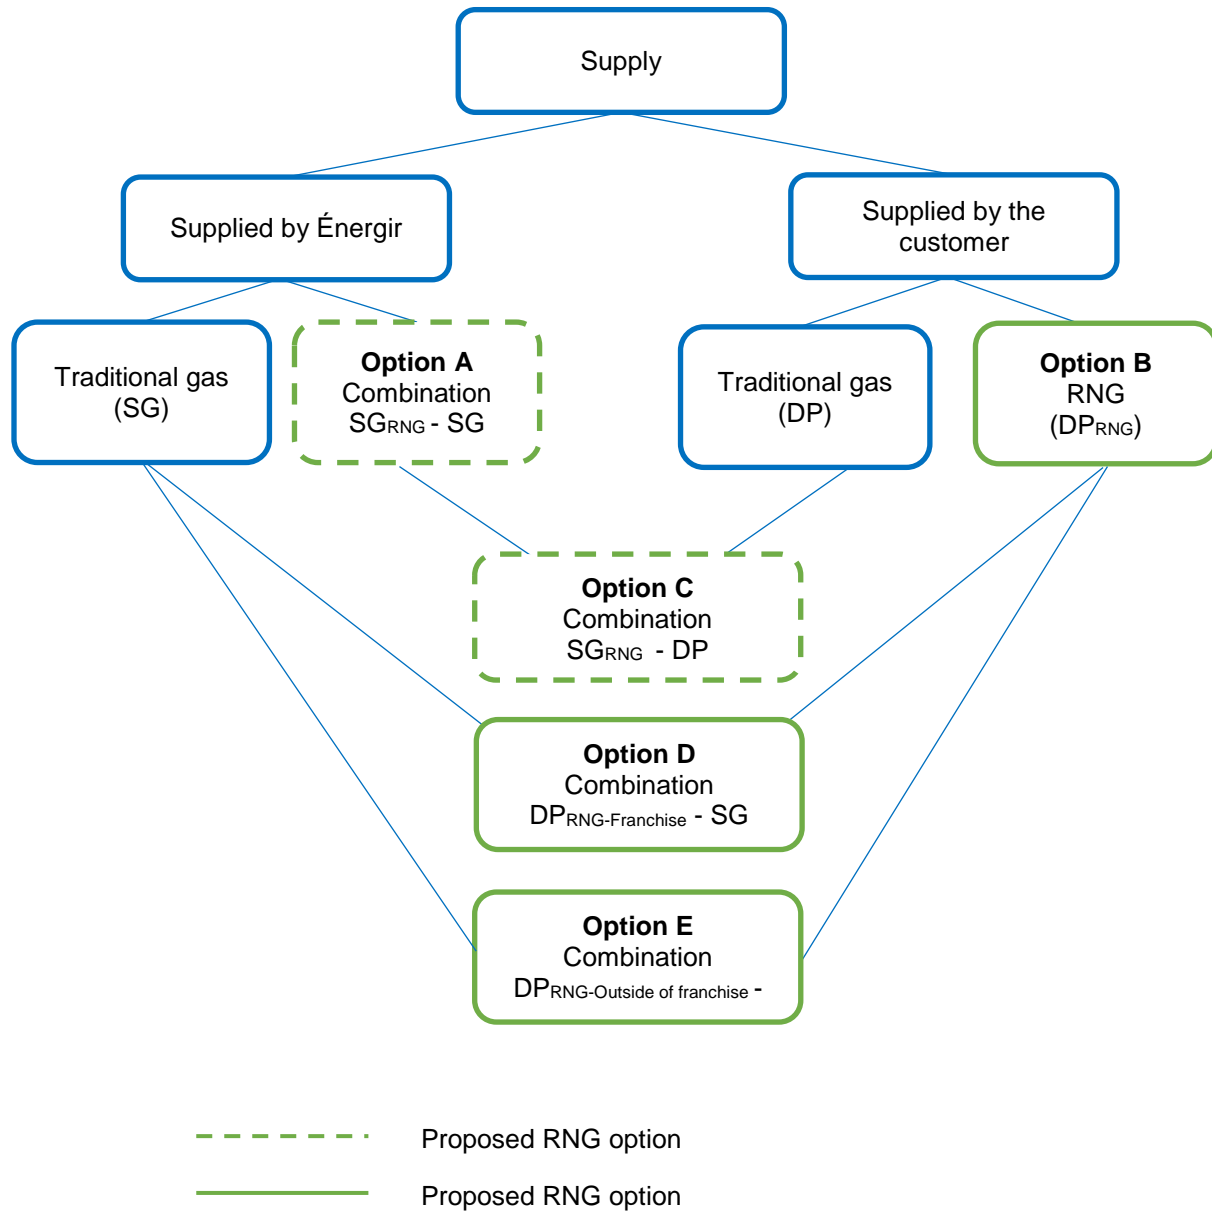 Supply
Supplied by Énergir
Supplied by the
customer
Traditional gas
(SG)
Option A
Combination
SGRNG - SG
Traditional gas
(DP)
Option B
RNG
(DPRNG)
Option C
Combination
SGRNG - DP
Option D
Combination
DPRNG-Franchise - SG
Option E
Combination
DPRNG-Outside of franchise -
Proposed RNG option
Proposed RNG option